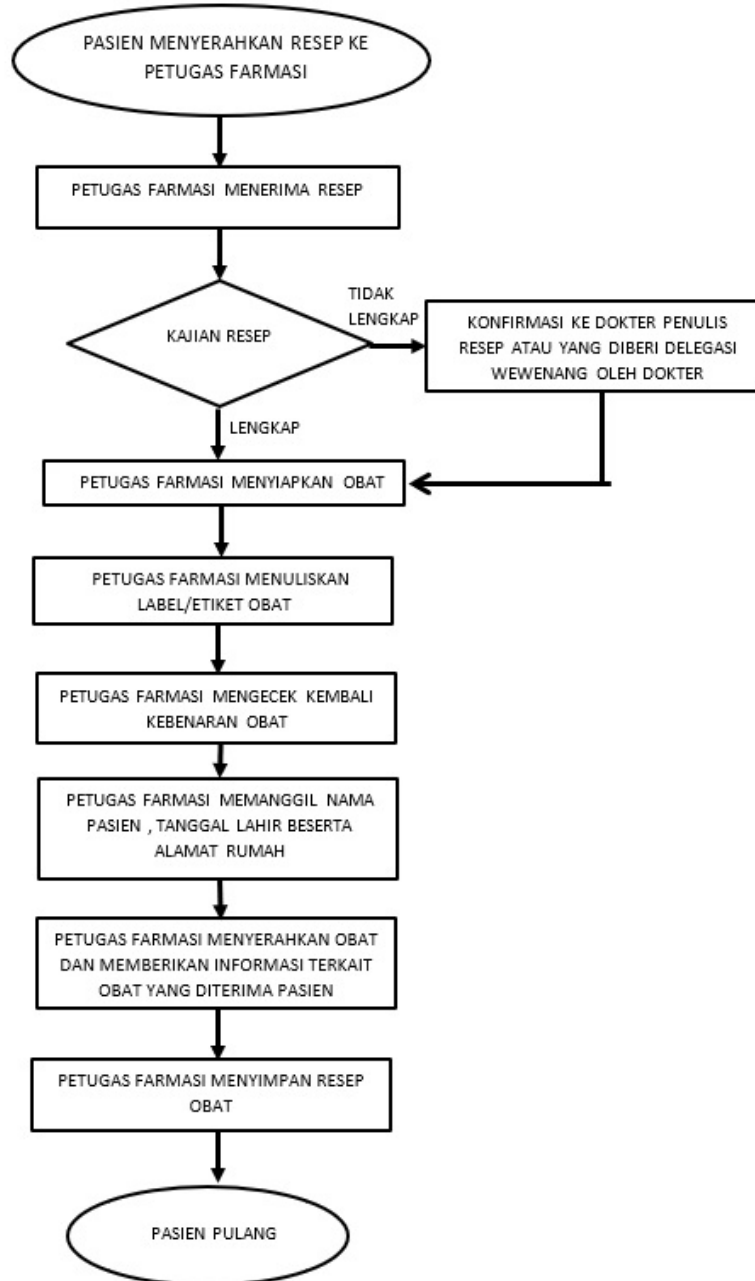 PASIEN MENYERAHKAN RESEP KE
PETUGAS FARMASI
PETUGAS FARMASI MENERIMA RESEP
KAJIAN RESEP
TIDAK
LENGKAP
KONFIRMASI KE DOKTER PENULIS
RESEP ATAU YANG DIBERI DELEGASI
WEWENANG OLEH DOKTER
LENGKAP
PETUGAS FARMASI MENYIAPKAN OBAT
PETUGAS FARMASI MENULISKAN
LABEL/ETIKET OBAT
PETUGAS FARMASI MENGECEK KEMBALI
KEBENARAN OBAT
PETUGAS FARMASI MEMANGGIL NAMA
PASIEN , TANGGAL LAHIR BESERTA
ALAMAT RUMAH
PETUGAS FARMASI MENYERAHKAN OBAT
DAN MEMBERIKAN INFORMASI TERKAIT
OBAT YANG DITERIMA PASIEN
PETUGAS FARMASI MENYIMPAN RESEP
OBAT
PASIEN PULANG